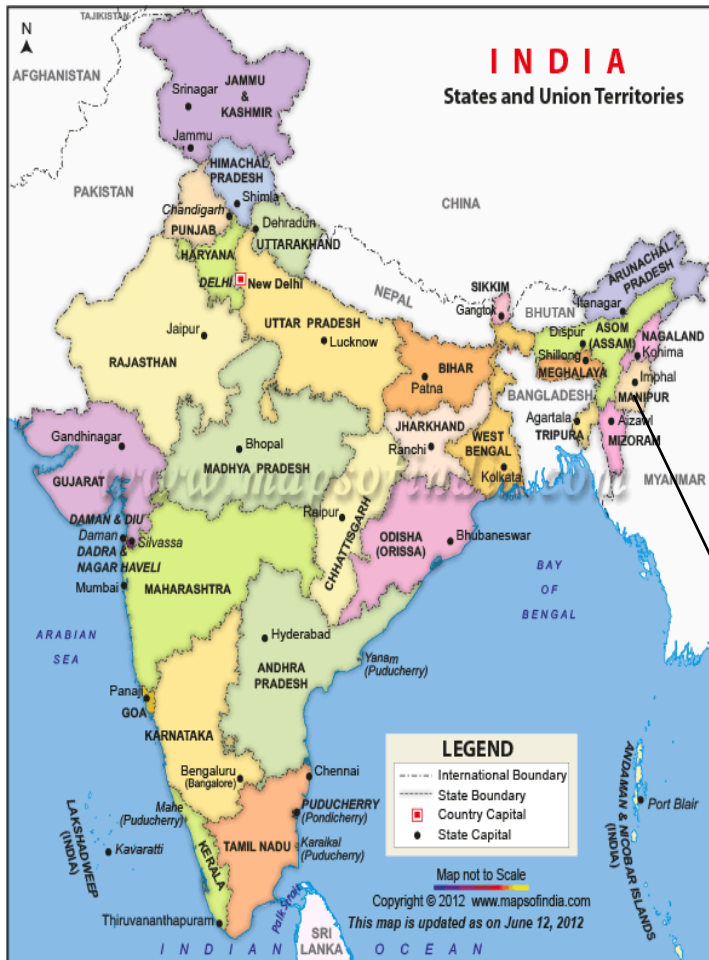 TAJIKISTAN
N
AFGHANISTAN
INDIA
States and Union Territories
JAMMU
&
KASHMIR
Srinagar
Jammu
HIMACHAL
PRADESH
PAKISTAN
CHINA
Shimla
Chandigarh
PUNJAB
Dehradun
UTTARAKHAND
HARYANA
DELHI
New Delhi
ARUNACHAL
PRADESH
NEPAL
SIKKIM
Gangtok
BHUTAN
Itanagar
UTTAR PRADESH
Jaipur
Lucknow
RAJASTHAN
Dispur
ASOM
(ASSAM)
NAGALAND
Kohima
Shillong
MEGHALAYA
BIHAR
Patna
Imphal
MANIPUR
BANGLADESH
Gandhinagar
GUJARAT
Bhopal
MADHYA PRADESH
JHARKHAND
Ranchi
WEST
BENGAL
Kolkata
Agartala
TRIPURA
Aizawl
MIZORAM
MYANMAR
www.mapsofindia.com
DAMAN & DIU
Daman
Silvassa
DADRA &
NAGAR HAVELI
Mumbai
Raipur
CHHATTISGARH
ODISHA
(ORISSA)
Bhubaneswar
MAHARASHTRA
BAY
OF
BENGAL
ARABIAN
SEA
Hyderabad
ANDHRA
PRADESH
Yanam
(Puducherry)
Panaji
GOA
KARNATAKA
Bengaluru
(Bangalore)
Chennai
LEGEND
International Boundary
State Boundary
Country Capital
State Capital
ANDAMAN & NICOBAR ISLANDS
(INDIA)
Port Blair
Mahe
(Puducherry)
PUDUCHERRY
(Pondicherry)
LAKSHADWEEP
(INDIA)
Kavaratti
TAMIL NADU
Karaikal
(Puducherry)
KERALA
Map not to Scale
Copyright © 2012 www.mapsofindia.com
This map is updated as on June 12, 2012
Thiruvananthapuram
Palk Strait
SRI
LANKA
INDIAN OCEAN